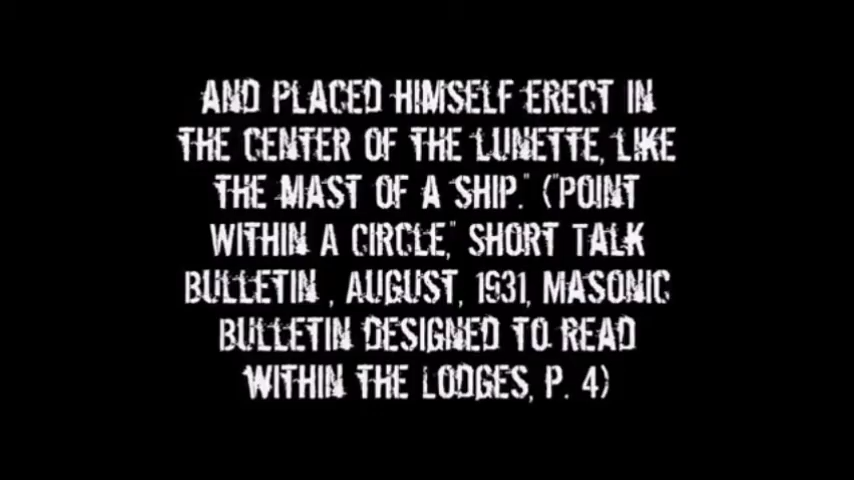 AND PLACED HIMSELF ERECT IN
THE CENTER OF THE LUNETTE, LIKE
THE MAST OF A SHIP." ("POINT
WITHIN A CIRCLE," SHORT TALK
BULLETIN , AUGUST, 1931, MASONIC
BULLETIN DESIGNED TO READ
WITHIN THE LODGES, P. 4)